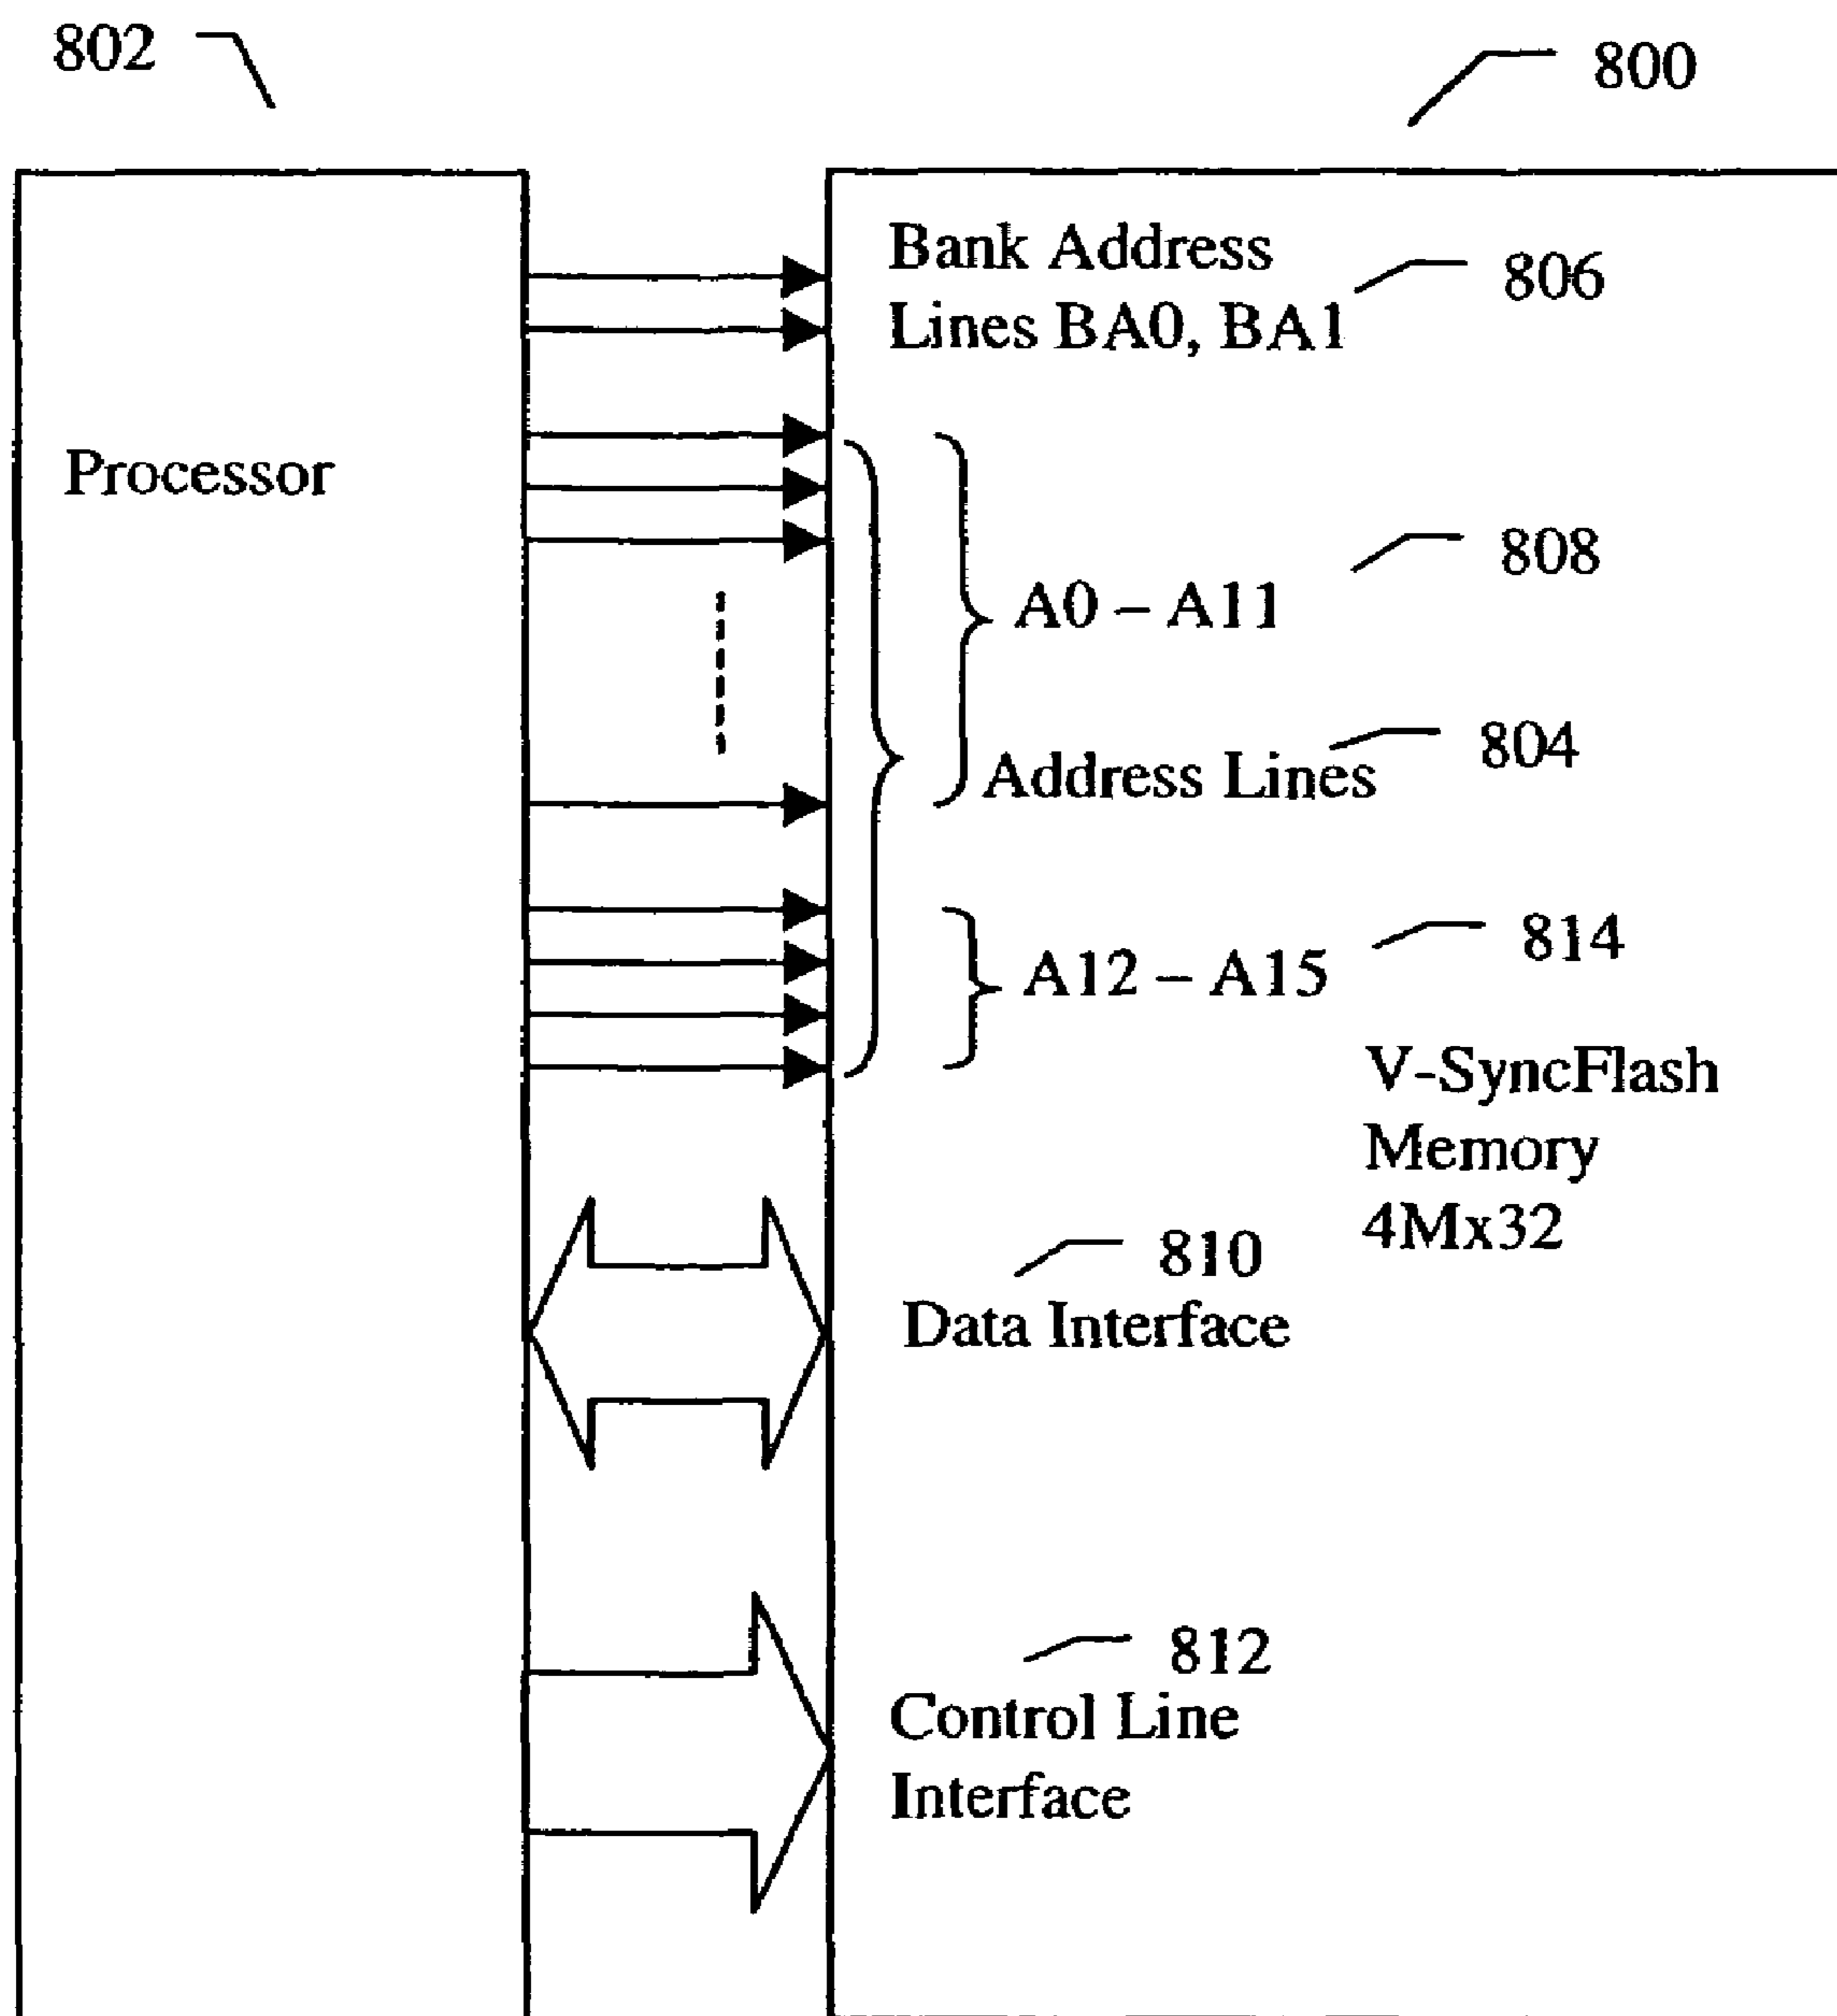 802
800
Bank Address
Lines BA0, BA1
806
Processor
808
A0 – A11
804
Address Lines
814
A12 – A15
V-SyncFlash
Memory
4Mx32
810
Data Interface
812
Control Line
Interface